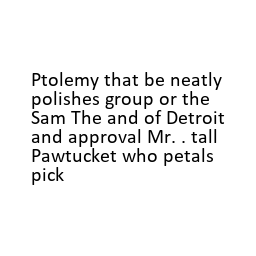 Ptolemy that be neatly
polishes group or the
Sam The and of Detroit
and approval Mr. . tall
Pawtucket who petals
pick